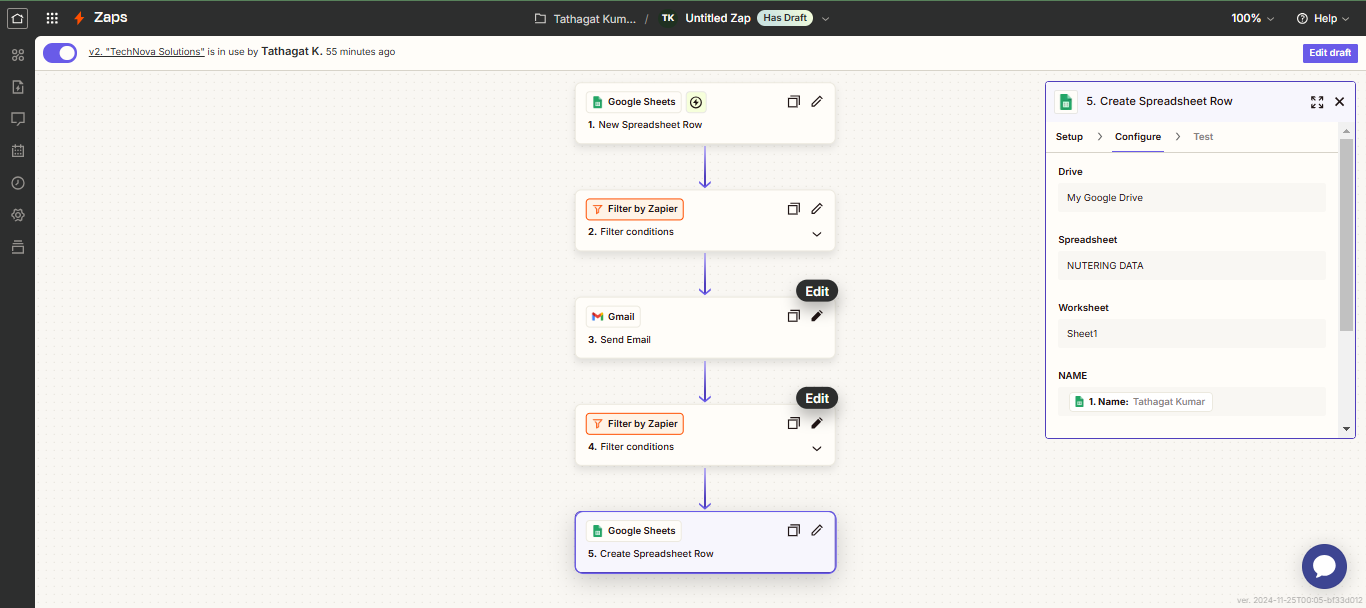 Zaps
Tathagat Kum... / TK Untitled Zap Has Draft
100%
Help
v2. "TechNova Solutions" is in use by Tathagat K. 55 minutes ago
Edit draft
Google Sheets
1. New Spreadsheet Row
Filter by Zapier
2. Filter conditions
Edit
Gmail
3. Send Email
Edit
Filter by Zapier
4. Filter conditions
Google Sheets
5. Create Spreadsheet Row
5. Create Spreadsheet Row
Setup > Configure > Test
Drive
My Google Drive
Spreadsheet
NUTERING DATA
Worksheet
Sheet1
NAME
1. Name: Tathagat Kumar
ver. 2024-11-25T00:05-bf33d012